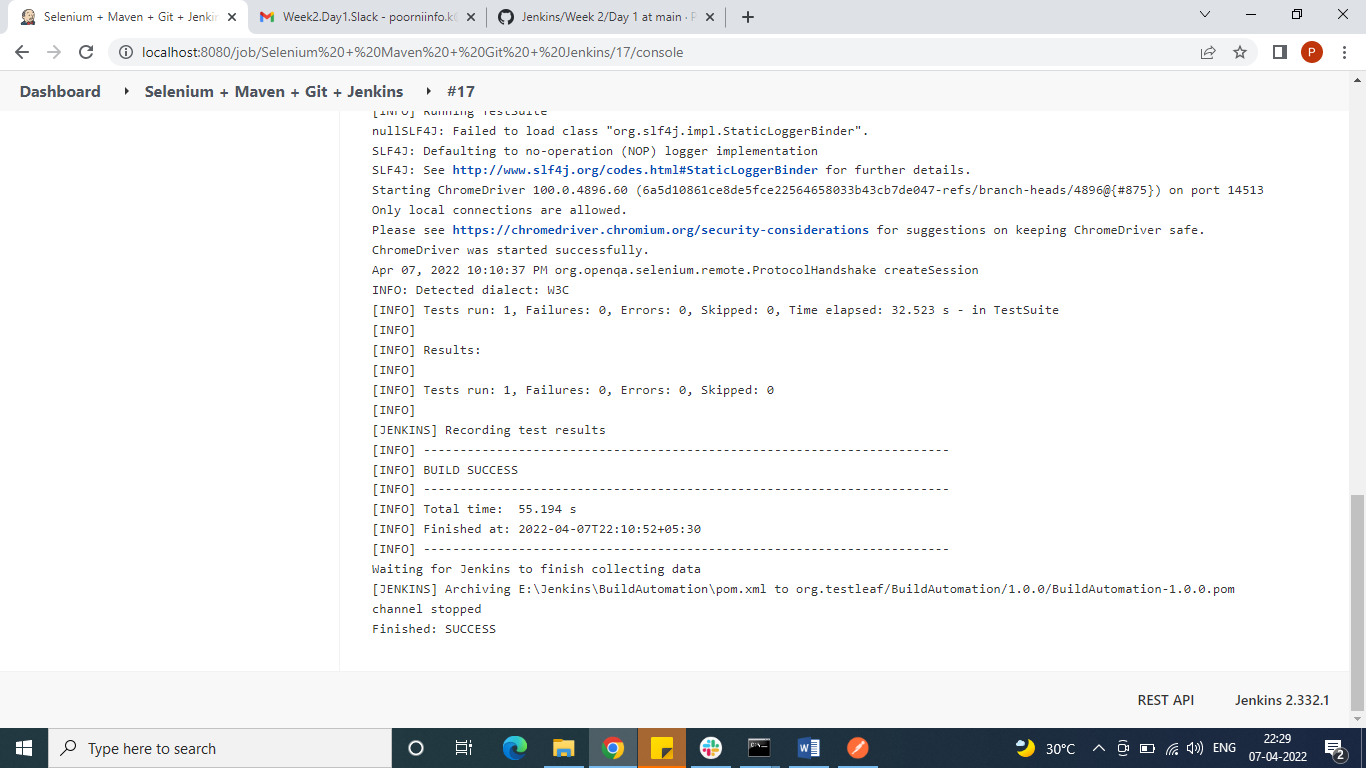 Selenium + Maven + Git + Jenkin
Week2.Day1.Slack - poorniinfo.k
Jenkins/Week 2/Day 1 at main ·
localhost:8080/job/Selenium%20+%20Maven%20+%20Git%20+%20Jenkins/17/console
P
Dashboard
Selenium + Maven + Git + Jenkins
#17
[INFO] Running TestSuite
nullSLF4J: Failed to load class "org.slf4j.impl.StaticLoggerBinder".
SLF4J: Defaulting to no-operation (NOP) logger implementation
SLF4J: See http://www.slf4j.org/codes.html#StaticLoggerBinder for further details.
Starting ChromeDriver 100.0.4896.60 (6a5d10861ce8de5fce22564658033b43cb7de047-refs/branch-heads/4896@{#875}) on port 14513
Only local connections are allowed.
Please see https://chromedriver.chromium.org/security-considerations for suggestions on keeping ChromeDriver safe.
ChromeDriver was started successfully.
Apr 07, 2022 10:10:37 PM org.openqa.selenium.remote.ProtocolHandshake createSession
INFO: Detected dialect: W3C
[INFO] Tests run: 1, Failures: 0, Errors: 0, Skipped: 0, Time elapsed: 32.523 s - in TestSuite
[INFO]
[INFO] Results:
[INFO]
[INFO] Tests run: 1, Failures: 0, Errors: 0, Skipped: 0
[INFO]
[JENKINS] Recording test results
[INFO] ------------------------------------------------------------------------
[INFO] BUILD SUCCESS
[INFO] ------------------------------------------------------------------------
[INFO] Total time:  55.194 s
[INFO] Finished at: 2022-04-07T22:10:52+05:30
[INFO] ------------------------------------------------------------------------
Waiting for Jenkins to finish collecting data
[JENKINS] Archiving E:\Jenkins\BuildAutomation\pom.xml to org.testleaf/BuildAutomation/1.0.0/BuildAutomation-1.0.0.pom
channel stopped
Finished: SUCCESS
REST API
Jenkins 2.332.1
Type here to search
30°C
ENG
22:29
07-04-2022
2